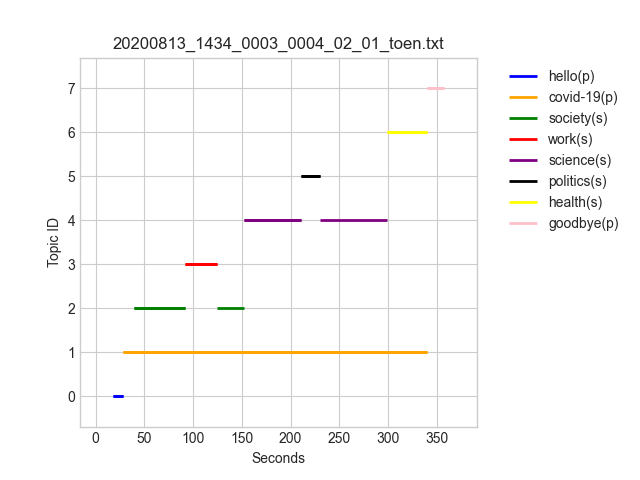 20200813_1434_0003_0004_02_01_toen.txt
hello(p)
covid-19(p)
society(s)
work(s)
science(s)
politics(s)
health(s)
goodbye(p)
Topic ID
7
6
5
4
3
2
1
0
0 50 100 150 200 250 300 350
Seconds